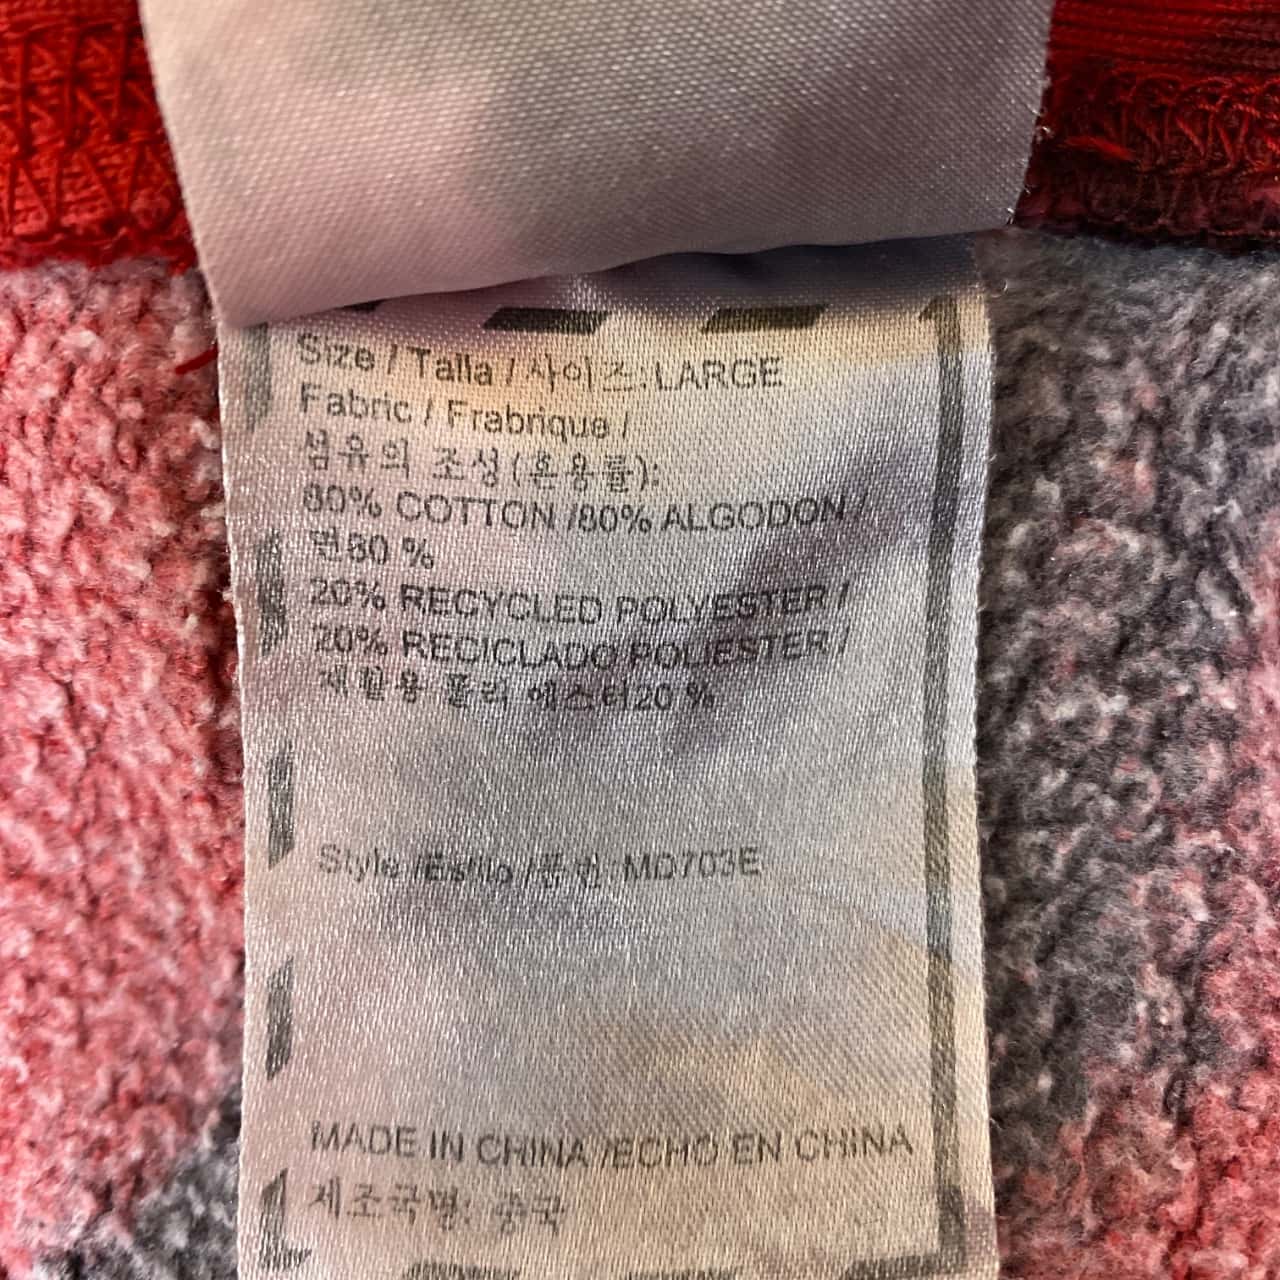 Size / Talla / 사이즈: LARGE
Fabric / Frabrique /
섬유의 조성(혼용률):
80% COTTON /80% ALGODON /
면80 %
20% RECYCLED POLYESTER /
20% RECICLADO POLIESTER /
재활용 폴리 에스터20 %
Style /Estilo /품번: MD703E
MADE IN CHINA /ECHO EN CHINA
제조국명: 중국